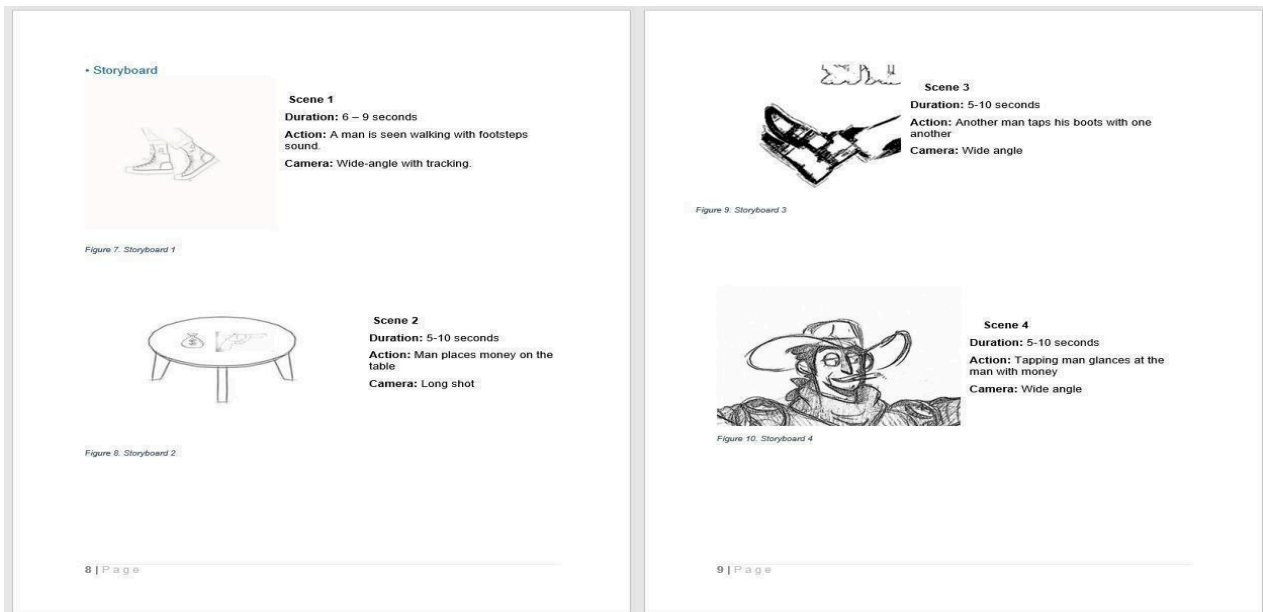 • Storyboard
Scene 1
Duration: 6 – 9 seconds
Action: A man is seen walking with footsteps
sound.
Camera: Wide-angle with tracking.
Figure 7. Storyboard 1
Scene 2
Duration: 5-10 seconds
Action: Man places money on the
table
Camera: Long shot
Figure 8. Storyboard 2
8 | Page
Scene 3
Duration: 5-10 seconds
Action: Another man taps his boots with one
another
Camera: Wide angle
Figure 9. Storyboard 3
Scene 4
Duration: 5-10 seconds
Action: Tapping man glances at the
man with money
Camera: Wide angle
Figure 10. Storyboard 4
9 | Page